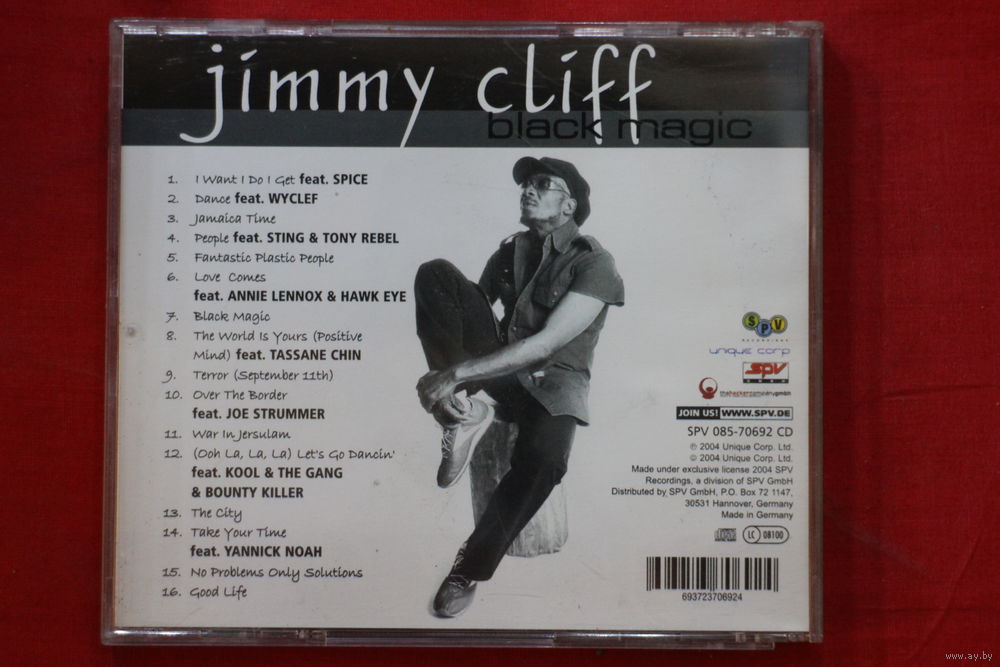 jimmy cliff
black magic
1. I Want I Do I Get feat. SPICE
2. Dance feat. WYCLEF
3. Jamaica Time
4. People feat. STING & TONY REBEL
5. Fantastic Plastic People
6. Love Comes
feat. ANNIE LENNOX & HAWK EYE
7. Black Magic
8. The World Is Yours (Positive
Mind) feat. TASSANE CHIN
9. Terror (September 11th)
10. Over The Border
feat. JOE STRUMMER
11. War In Jersulam
12. (Ooh La, La, La) Let's Go Dancin'
feat. KOOL & THE GANG
& BOUNTY KILLER
13. The City
14. Take Your Time
feat. YANNICK NOAH
15. No Problems Only Solutions
16. Good Life
SPV
RECORDINGS
unique corp
SPV
thehackercompanygmbh
JOIN US! WWW.SPV.DE
SPV 085-70692 CD
℗ 2004 Unique Corp. Ltd.
© 2004 Unique Corp. Ltd.
Made under exclusive license 2004 SPV
Recordings, a division of SPV GmbH
Distributed by SPV GmbH, P.O. Box 72 1147,
30531 Hannover, Germany
Made in Germany
LC 08100
693723706924
www.ay.by